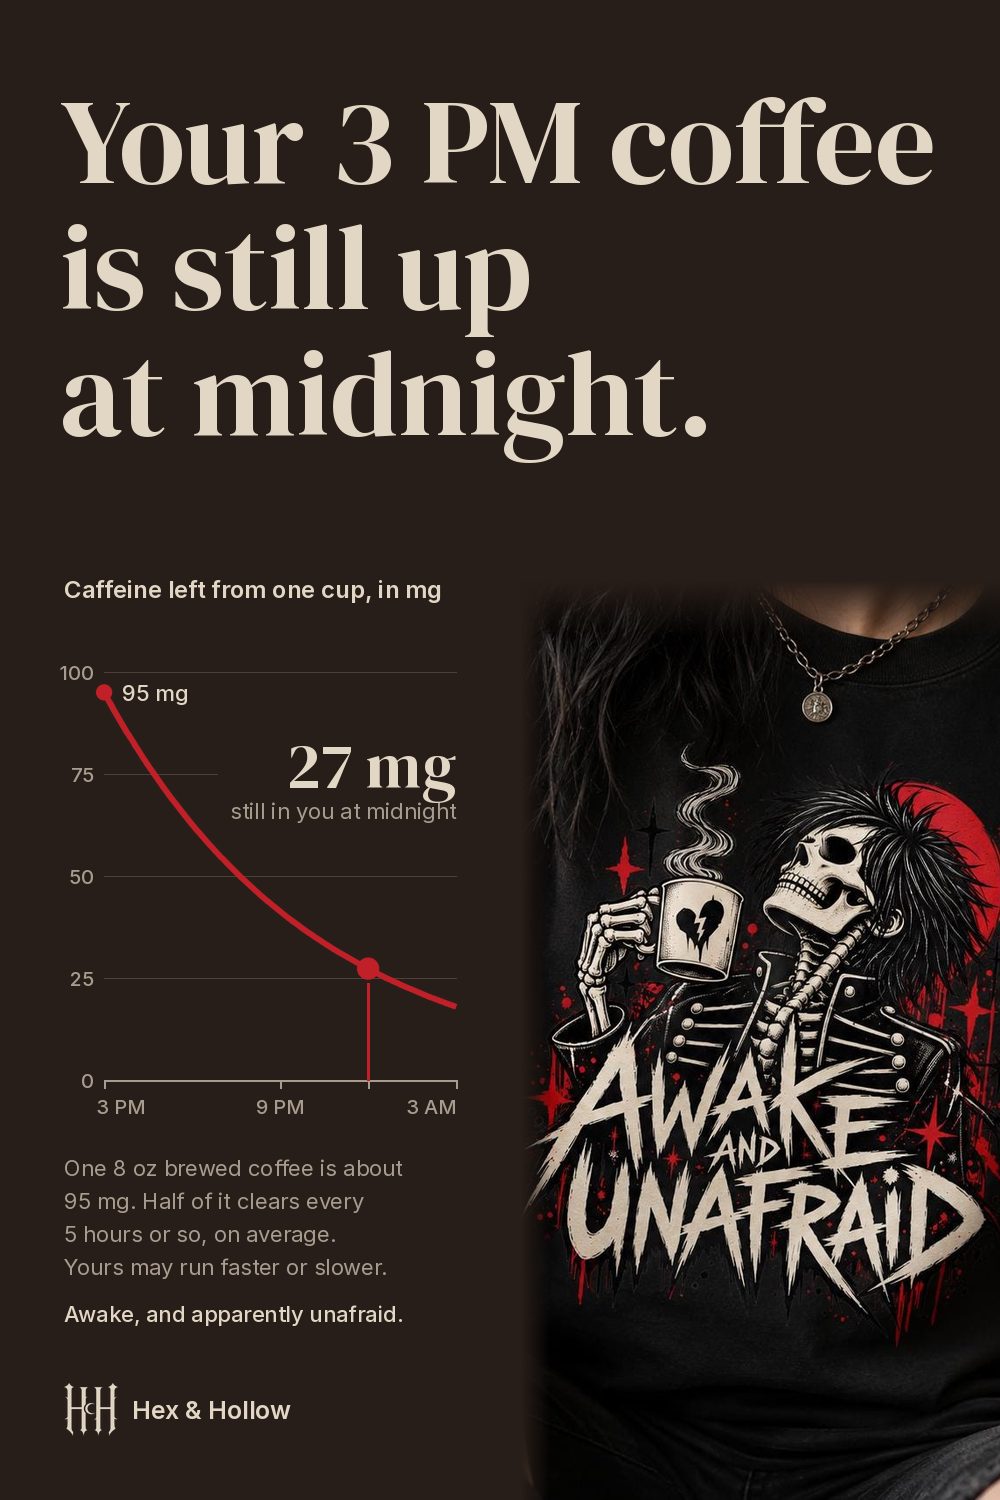 Your 3 PM coffee
is still up
at midnight.
Caffeine left from one cup, in mg
100
95 mg
75
27 mg
still in you at midnight
50
25
0
3 PM
9 PM
3 AM
One 8 oz brewed coffee is about
95 mg. Half of it clears every
5 hours or so, on average.
Yours may run faster or slower.
Awake, and apparently unafraid.
HCH
Hex & Hollow
AWAKE
AND
UNAFRAID